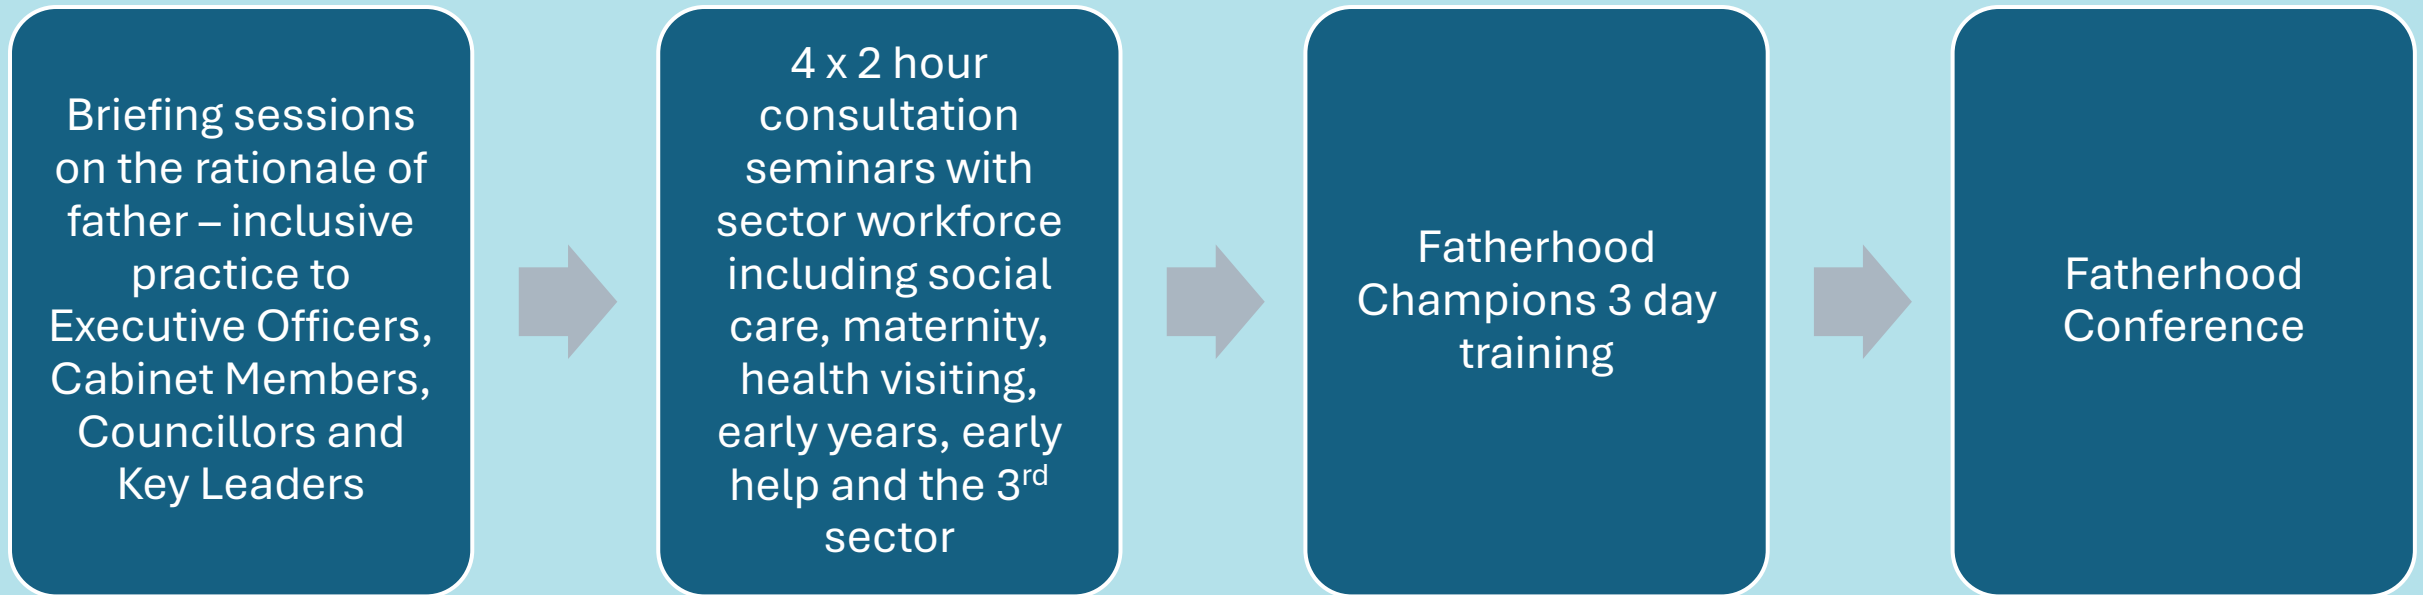 Briefing sessions
on the rationale of
father – inclusive
practice to
Executive Officers,
Cabinet Members,
Councillors and
Key Leaders
4 x 2 hour
consultation
seminars with
sector workforce
including social
care, maternity,
health visiting,
early years, early
help and the 3rd
sector
Fatherhood
Champions 3 day
training
Fatherhood
Conference